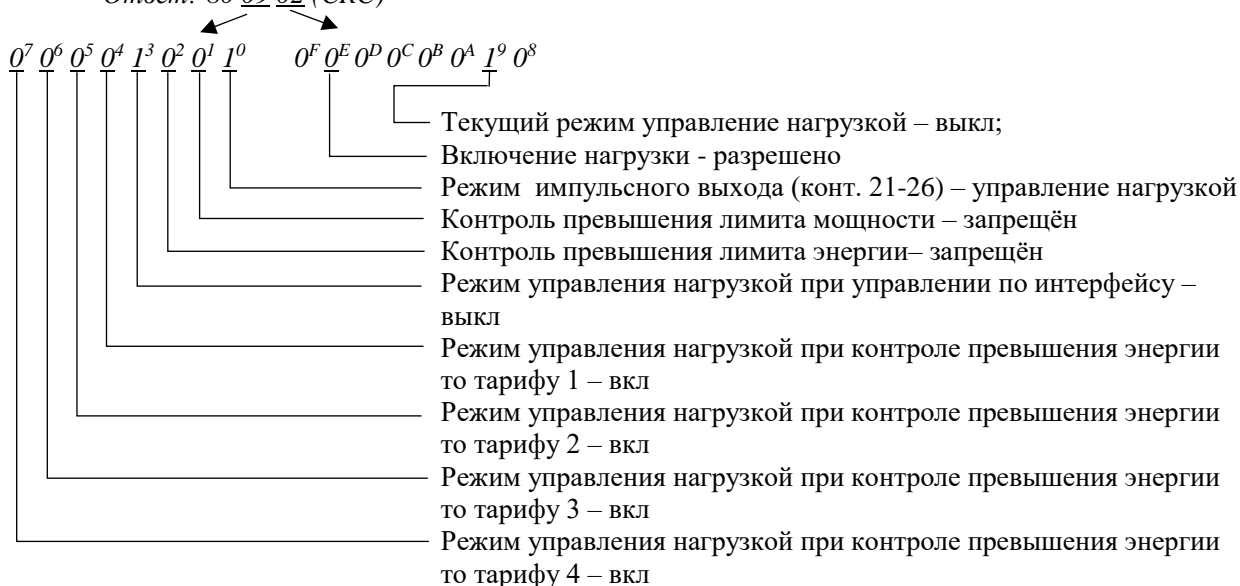 Ответ: 80 09 02 (CRC)
0⁷ 0⁶ 0⁵ 0⁴ 1³ 0² 0¹ 1⁰ 0ᶠ 0ᴱ 0ᴰ 0ᶜ 0ᴮ 0ᴬ 1⁹ 0⁸
Текущий режим управление нагрузкой – выкл;
Включение нагрузки - разрешено
Режим импульсного выхода (конт. 21-26) – управление нагрузкой
Контроль превышения лимита мощности – запрещён
Контроль превышения лимита энергии– запрещён
Режим управления нагрузкой при управлении по интерфейсу –
выкл
Режим управления нагрузкой при контроле превышения энергии
то тарифу 1 – вкл
Режим управления нагрузкой при контроле превышения энергии
то тарифу 2 – вкл
Режим управления нагрузкой при контроле превышения энергии
то тарифу 3 – вкл
Режим управления нагрузкой при контроле превышения энергии
то тарифу 4 – вкл